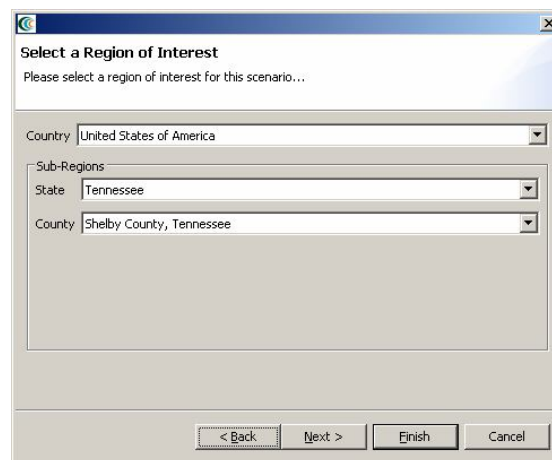 Select a Region of Interest
Please select a region of interest for this scenario...
Country United States of America
Sub-Regions
State Tennessee
County Shelby County, Tennessee
< Back Next > Finish Cancel